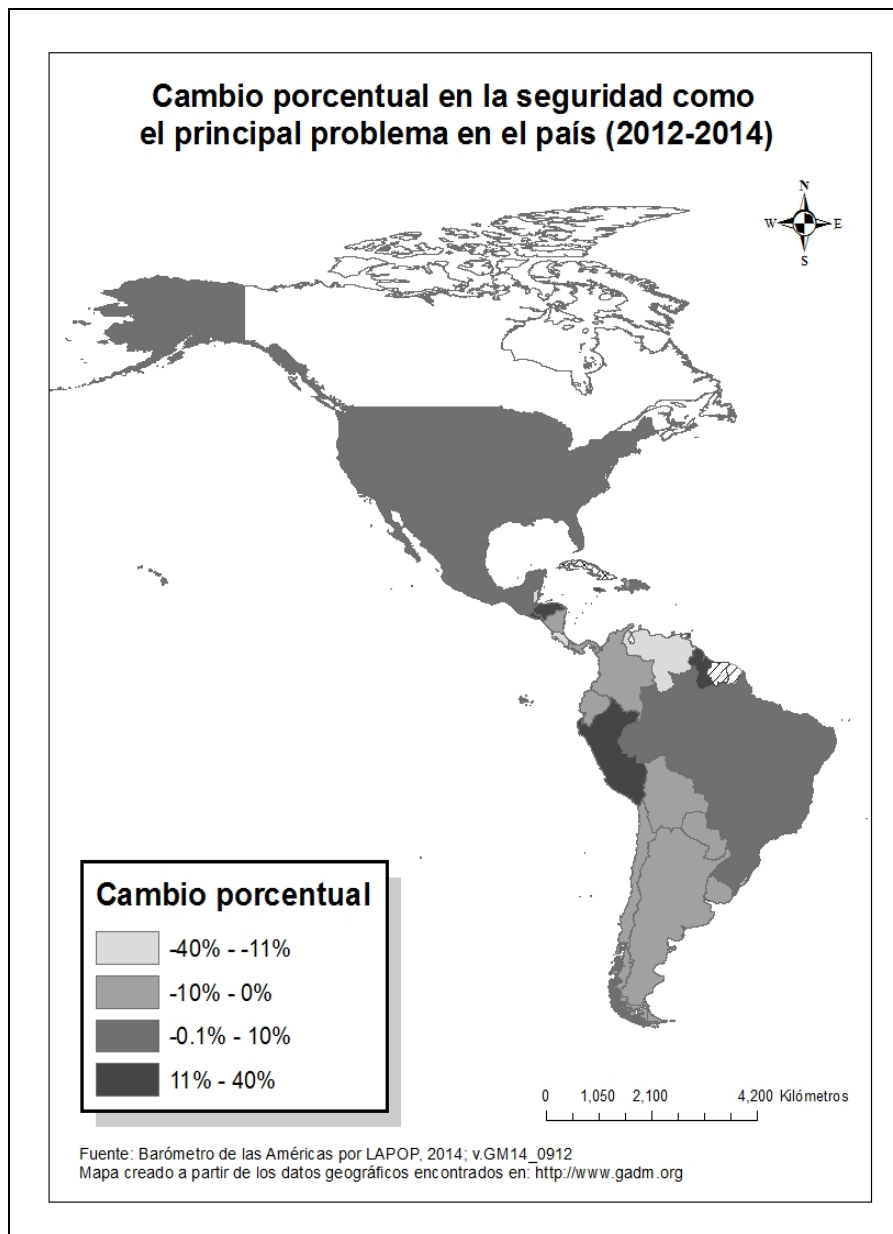 Cambio porcentual en la seguridad como
el principal problema en el país (2012-2014)
N
W E
S
Cambio porcentual
-40% - -11%
-10% - 0%
-0.1% - 10%
11% - 40%
0 1,050 2,100 4,200 Kilómetros
Fuente: Barómetro de las Américas por LAPOP, 2014; v.GM14_0912
Mapa creado a partir de los datos geográficos encontrados en: http://www.gadm.org